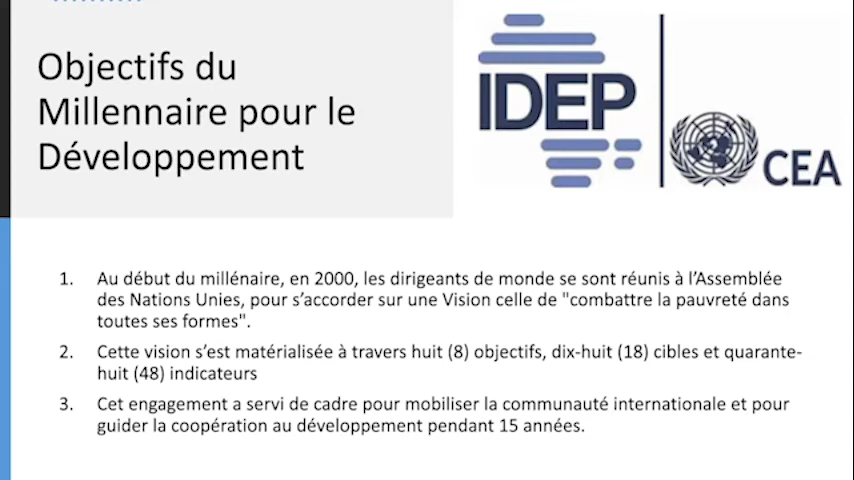 Objectifs du
Millennaire pour le
Développement
IDEP
CEA
1. Au début du millénaire, en 2000, les dirigeants de monde se sont réunis à l'Assemblée
des Nations Unies, pour s'accorder sur une Vision celle de "combattre la pauvreté dans
toutes ses formes".
2. Cette vision s'est matérialisée à travers huit (8) objectifs, dix-huit (18) cibles et quarante-
huit (48) indicateurs
3. Cet engagement a servi de cadre pour mobiliser la communauté internationale et pour
guider la coopération au développement pendant 15 années.